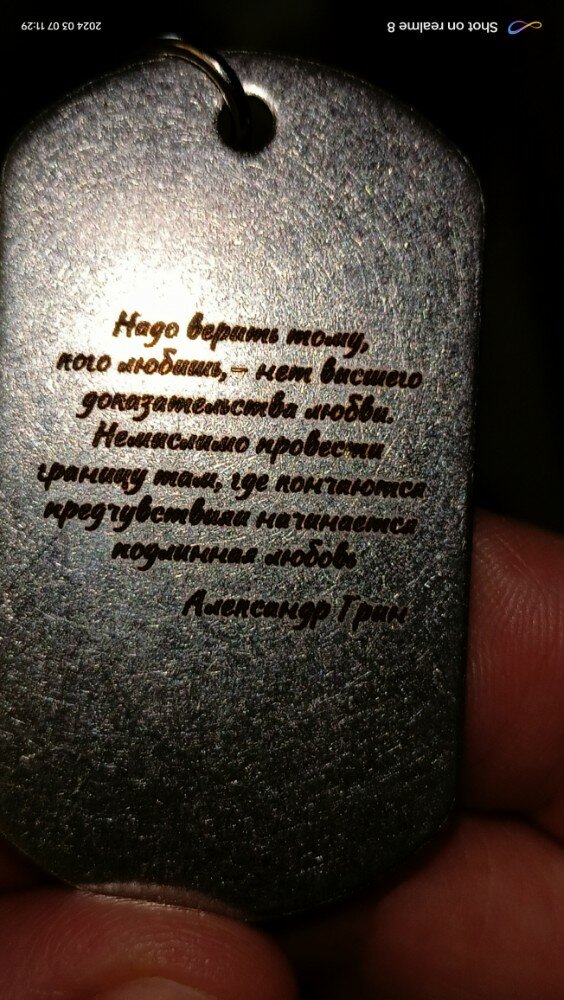 Надо верить тому,
кого любишь, – нет высшего
доказательства любви.
Немыслимо провести
границу там, где кончаются
предчувствияи начинается
подлинная любовь
Александр Грин
Shot on realme 8
2024 03 07 11:29